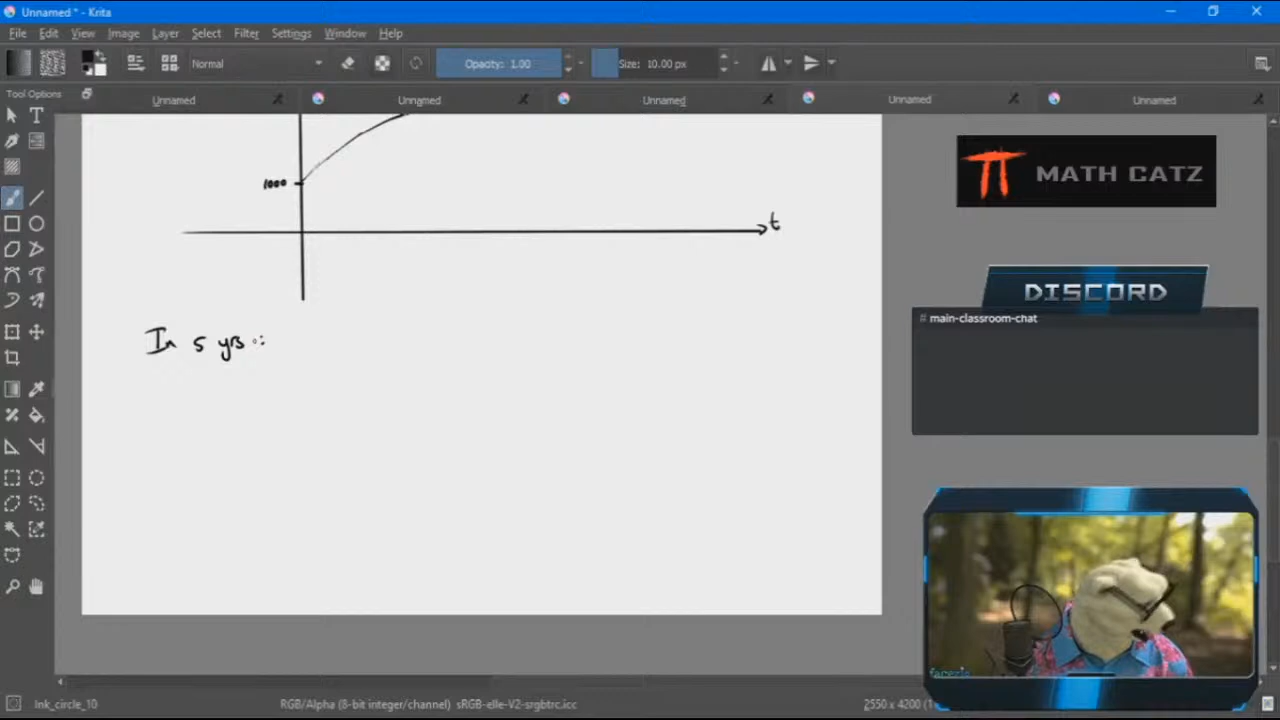 Unnamed * - Krita
File Edit View Image Layer Select Filter Settings Window Help
Normal Opacity: 1.00 Size: 10.00 px
Tool Options Unnamed Unnamed Unnamed Unnamed Unnamed
1000
t
In 5 yrs :
π MATH CATZ
DISCORD
# main-classroom-chat
facerig
Ink_circle_10 RGB/Alpha (8-bit integer/channel) sRGB-elle-V2-srgbtrc.icc 2550 x 4200 (1